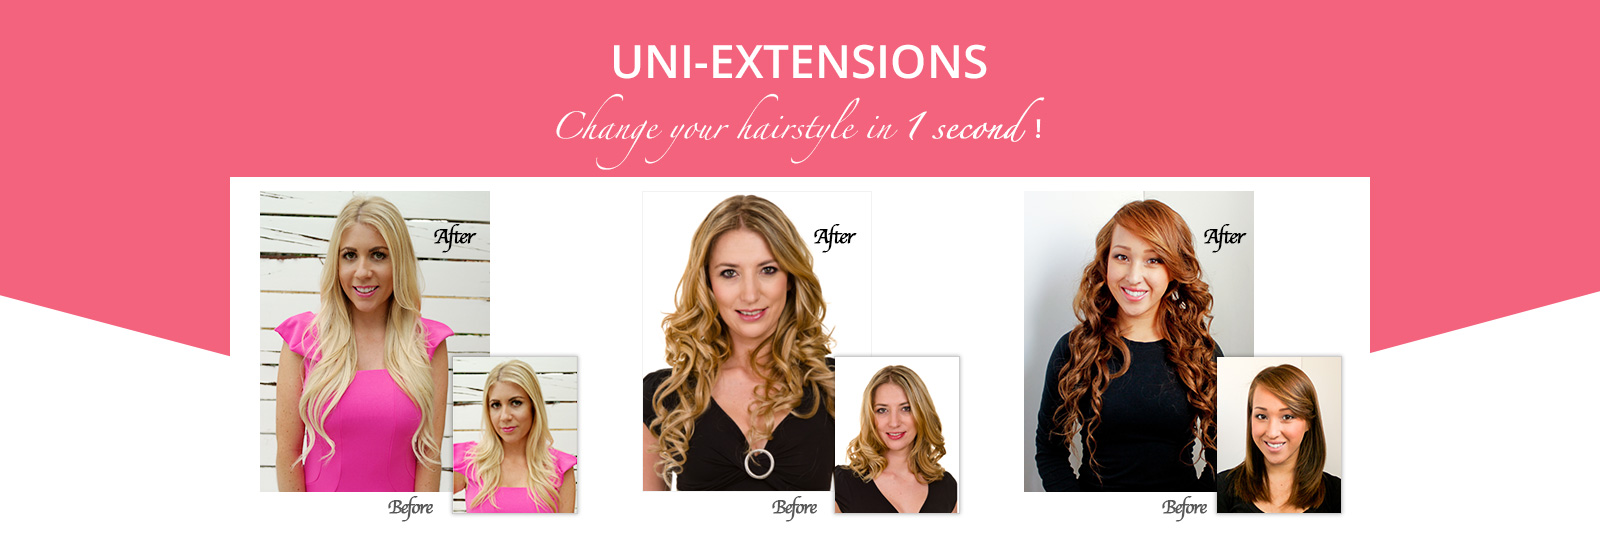 UNI-EXTENSIONS
Change your hairstyle in 1 second !
After
After
After
Before
Before
Before